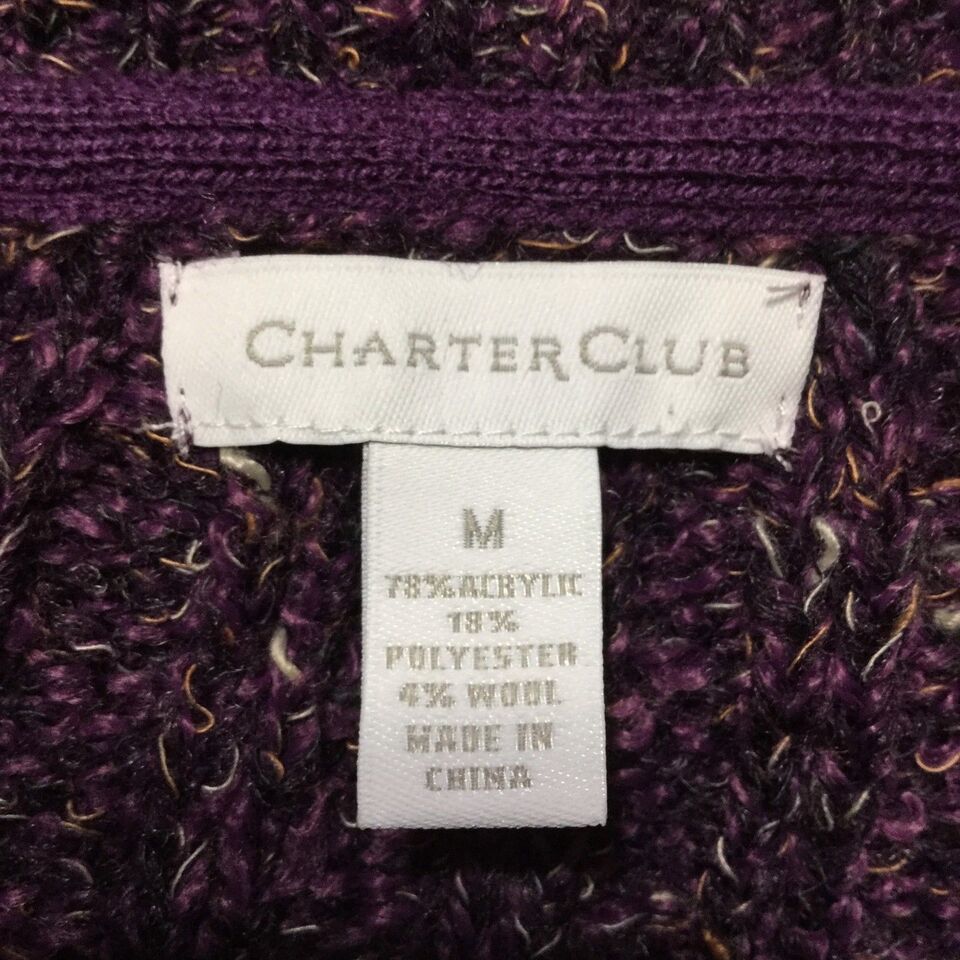 CHARTER CLUB
M
78% ACRYLIC
18%
POLYESTER
4% WOOL
MADE IN
CHINA